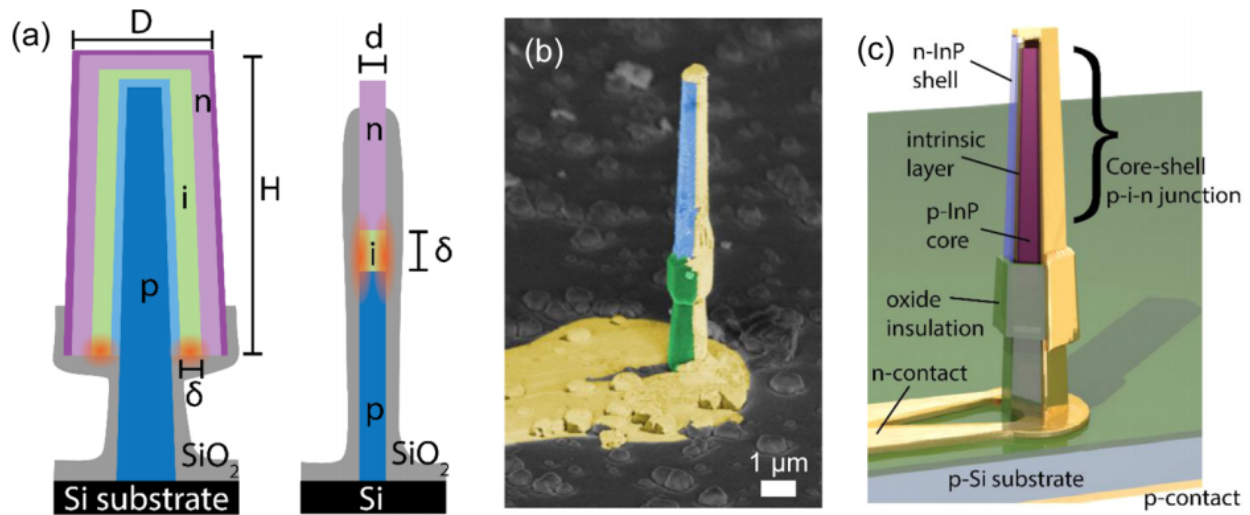 (a)
D
n
H
i
p
δ
SiO2
Si substrate
d
n
i
δ
p
SiO2
Si
(b)
1 μm
(c)
n-InP
shell
intrinsic
layer
p-InP
core
Core-shell
p-i-n junction
oxide
insulation
n-contact
p-Si substrate
p-contact